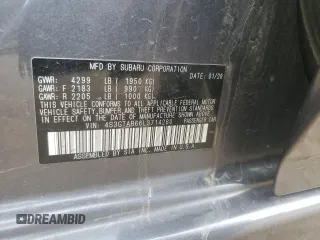 MFD. BY SUBARU CORPORATION 01/20
GVWR: 4299 LB ( 1950 KG)
GAWR: F 2183 LB ( 990 KG)
GAWR: R 2205 LB ( 1000 KG)
THIS VEHICLE CONFORMS TO ALL APPLICABLE FEDERAL MOTOR VEHICLE
SAFETY, BUMPER, AND THEFT PREVENTION STANDARDS IN EFFECT ON THE
DATE OF MANUFACTURE SHOWN ABOVE.
VIN: 4S3GTAB66L3714260 PASSENGER CAR
ASSEMBLED BY SIA, INC. MADE IN U.S.A.
DREAMBID